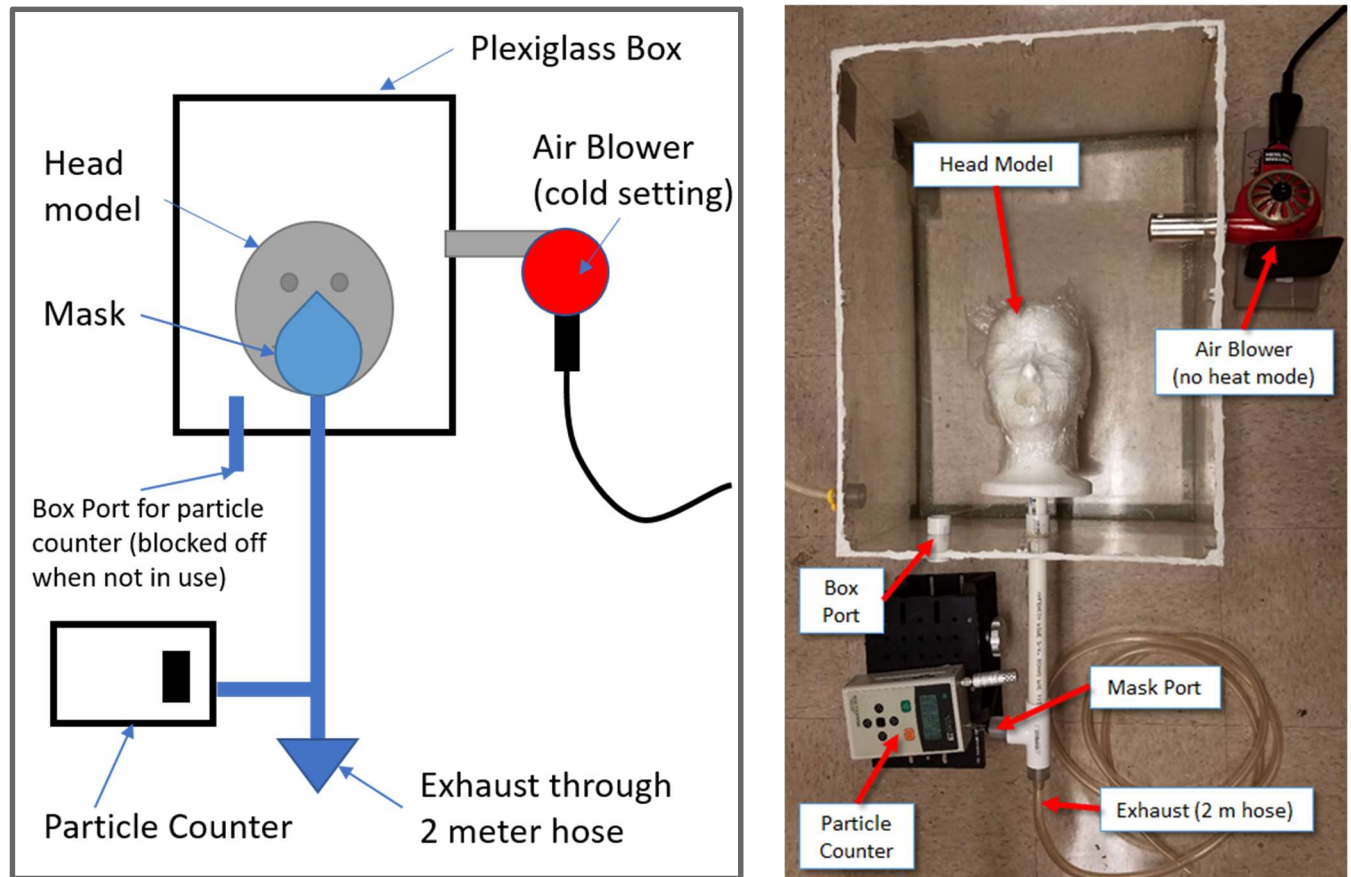 Plexiglass Box
Head
model
Air Blower
(cold setting)
Mask
Box Port for particle
counter (blocked off
when not in use)
Particle Counter
Exhaust through
2 meter hose
Head Model
Air Blower
(no heat mode)
Box
Port
Mask Port
Particle
Counter
Exhaust (2 m hose)